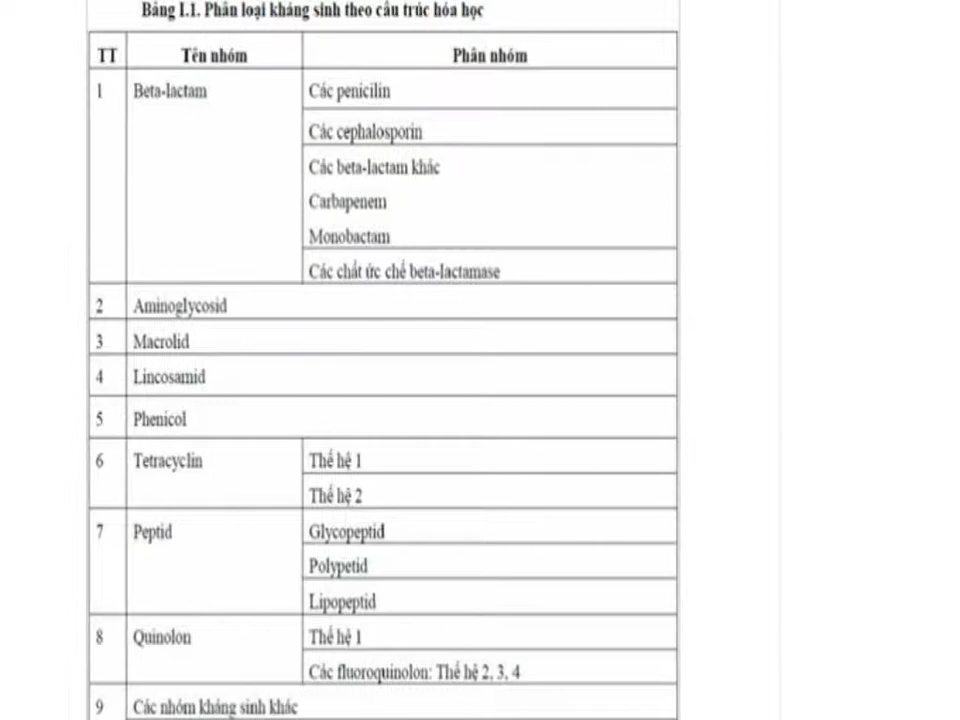 Bảng I.1. Phân loại kháng sinh theo cấu trúc hóa học
TT Tên nhóm Phân nhóm
1 Beta-lactam Các penicilin
Các cephalosporin
Các beta-lactam khác
Carbapenem
Monobactam
Các chất ức chế beta-lactamase
2 Aminoglycosid
3 Macrolid
4 Lincosamid
5 Phenicol
6 Tetracyclin Thế hệ 1
Thế hệ 2
7 Peptid Glycopeptid
Polypetid
Lipopeptid
8 Quinolon Thế hệ 1
Các fluoroquinolon: Thế hệ 2, 3, 4
9 Các nhóm kháng sinh khác